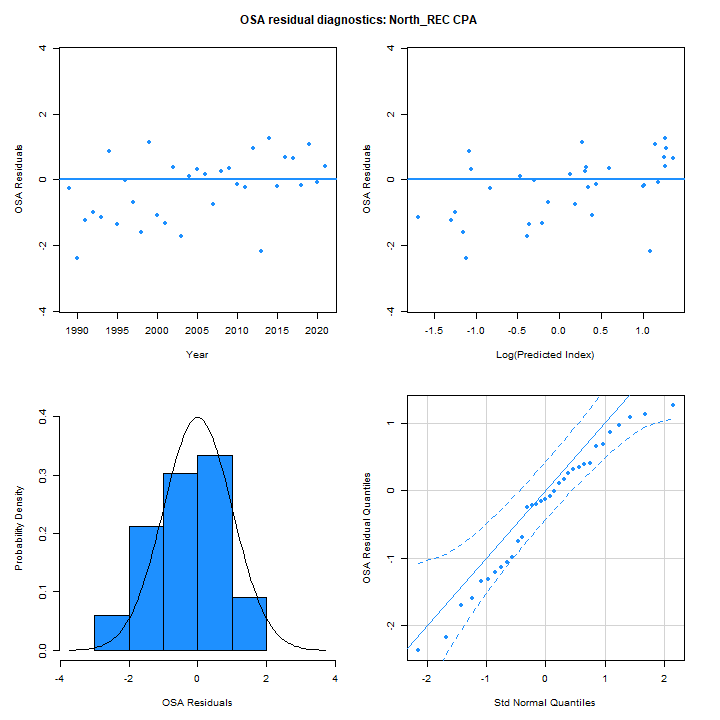 OSA residual diagnostics: North_REC CPA
4
2
0
-2
-4
OSA Residuals
1990 1995 2000 2005 2010 2015 2020
Year
4
2
0
-2
-4
OSA Residuals
-1.5 -1.0 -0.5 0.0 0.5 1.0
Log(Predicted Index)
0.4
0.3
0.2
0.1
0.0
Probability Density
-4 -2 0 2 4
OSA Residuals
1
0
-1
-2
OSA Residual Quantiles
-2 -1 0 1 2
Std Normal Quantiles